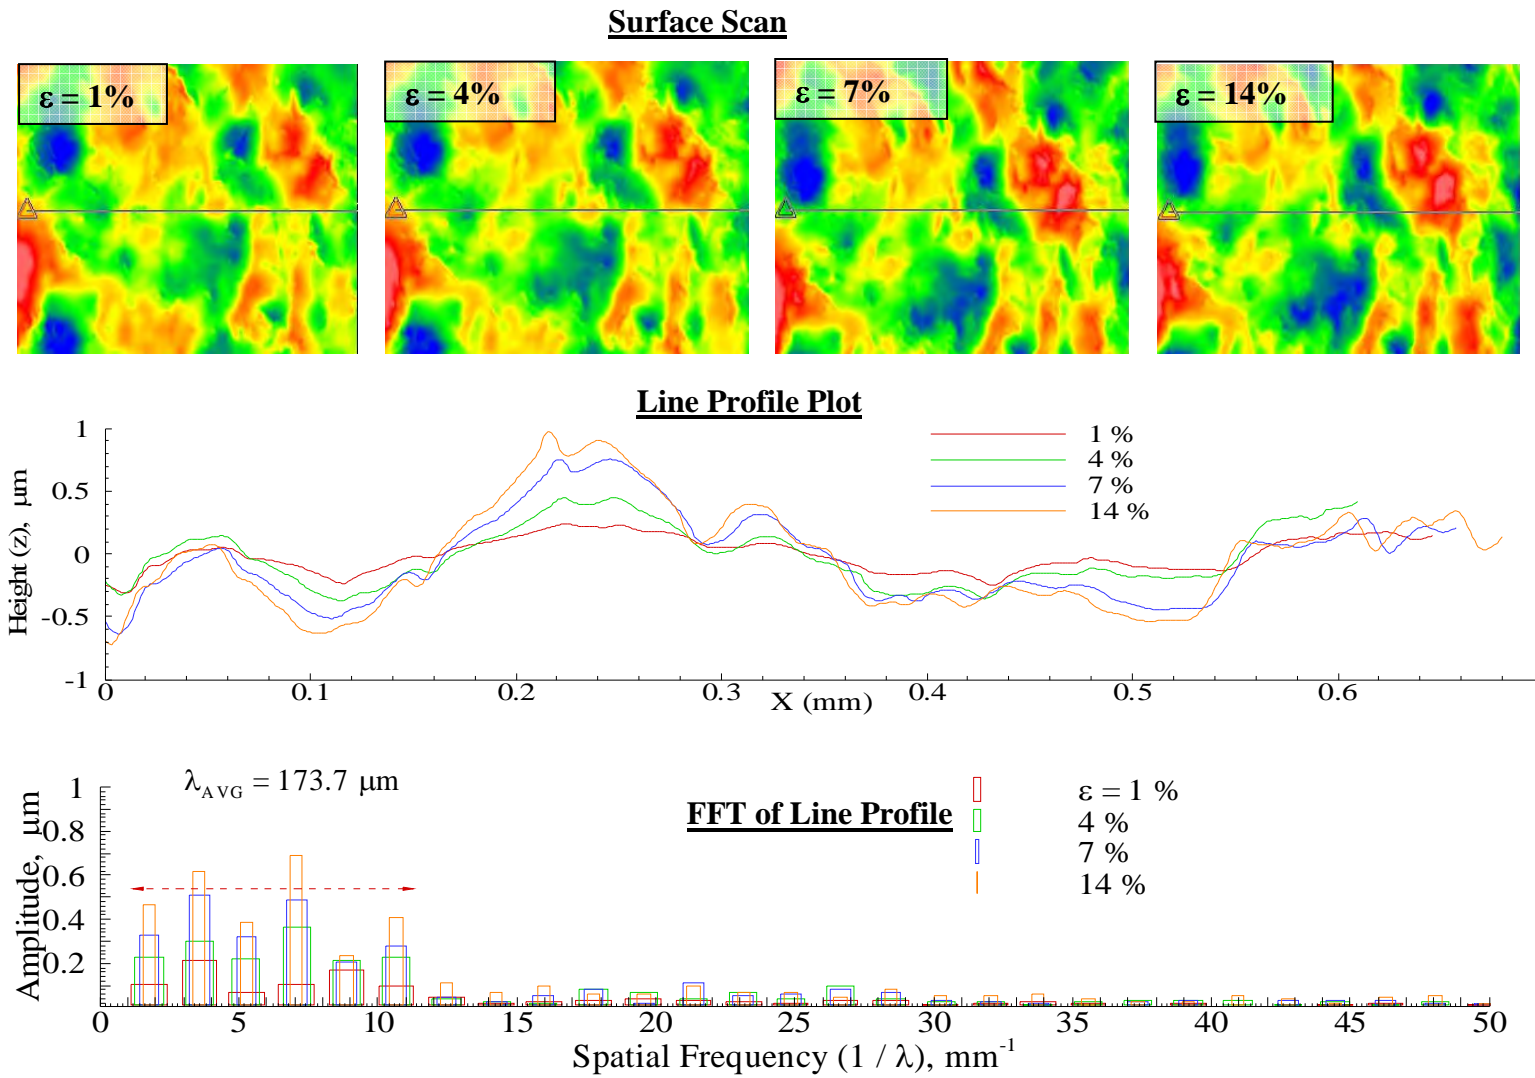 Surface Scan
ε = 1%
ε = 4%
ε = 7%
ε = 14%
Line Profile Plot
1
0.5
0
-0.5
-1
Height (z), μm
1 %
4 %
7 %
14 %
0 0.1 0.2 0.3 0.4 0.5 0.6
X (mm)
λAVG = 173.7 μm
FFT of Line Profile
ε = 1 %
4 %
7 %
14 %
1
0.8
0.6
0.4
0.2
Amplitude, μm
0 5 10 15 20 25 30 35 40 45 50
Spatial Frequency (1 / λ), mm-1